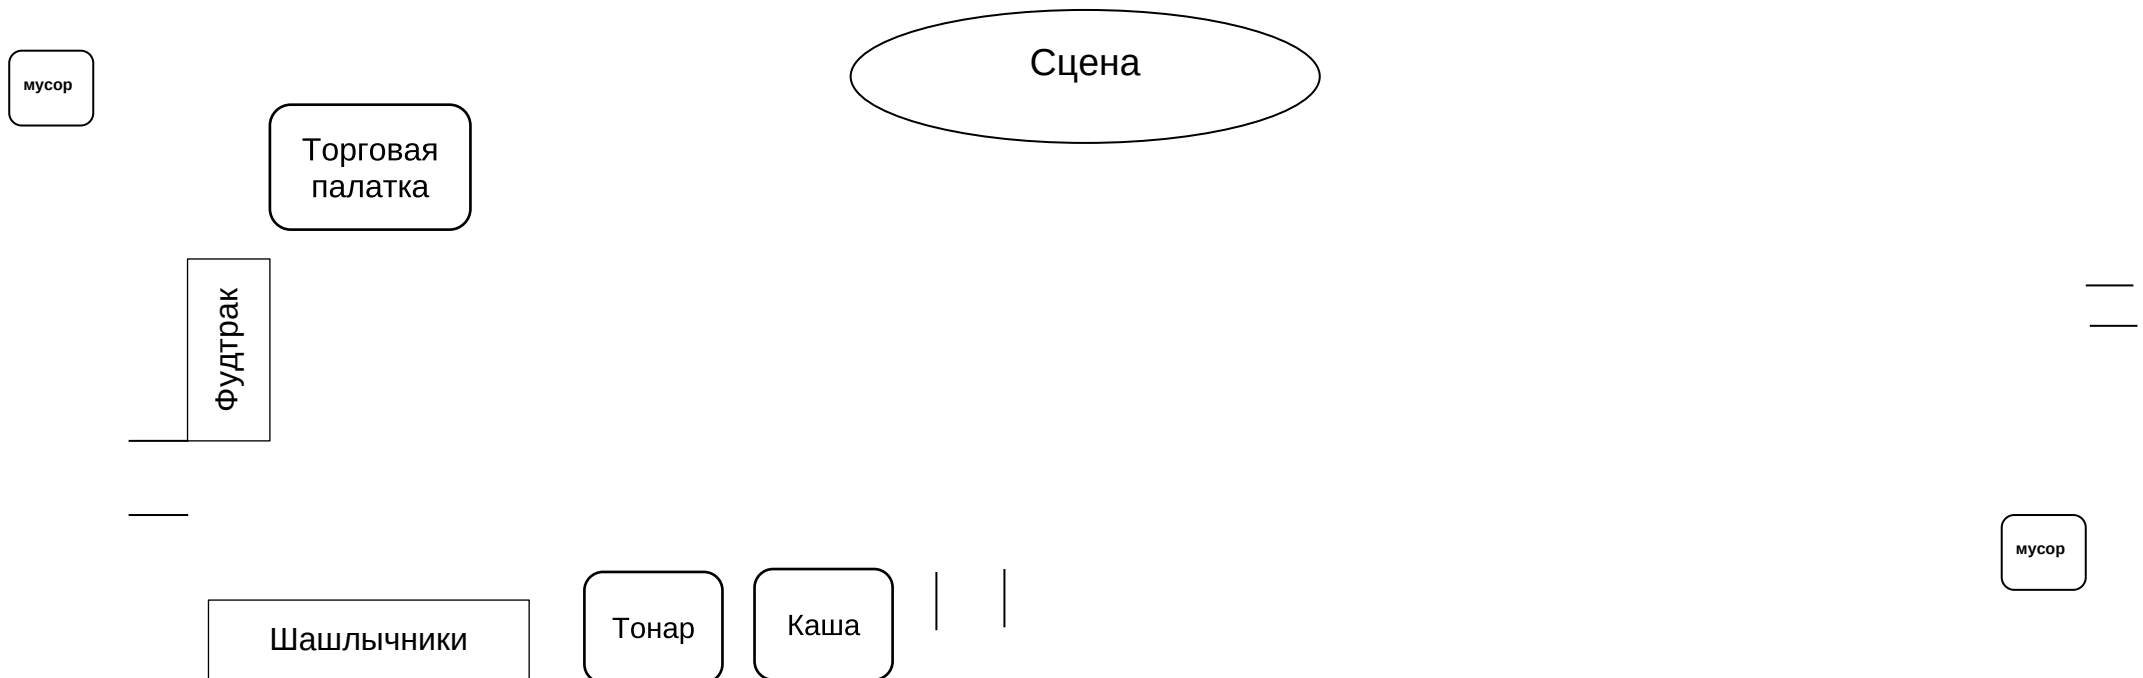 Сцена
мусор
Торговая
палатка
Фудтрак
мусор
Шашлычники
Тонар
Каша